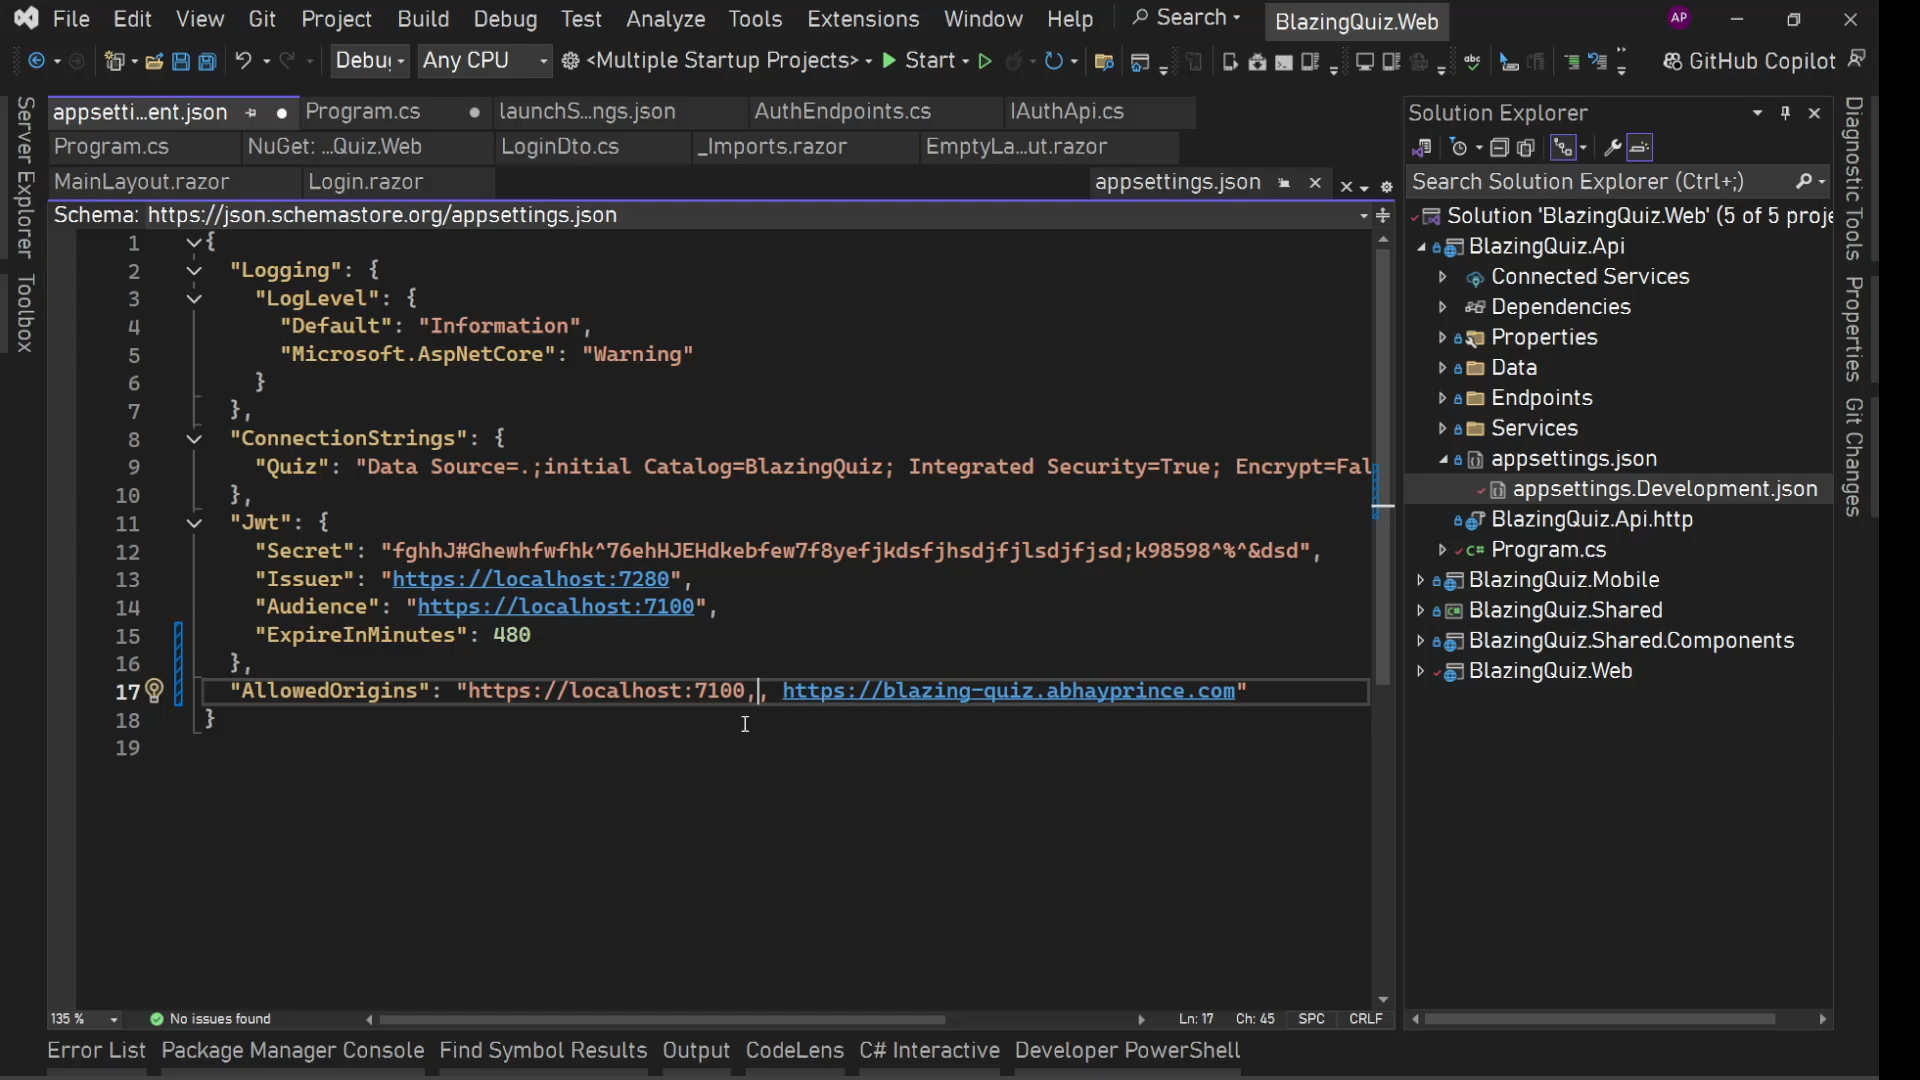 File Edit View Git Project Build Debug Test Analyze Tools Extensions Window Help Search BlazingQuiz.Web AP
Debug Any CPU <Multiple Startup Projects> Start GitHub Copilot
Server Explorer
Toolbox
appsetti...ent.json Program.cs launchS...ngs.json AuthEndpoints.cs IAuthApi.cs
Program.cs NuGet: ...Quiz.Web LoginDto.cs _Imports.razor EmptyLa...ut.razor
MainLayout.razor Login.razor appsettings.json
Schema: https://json.schemastore.org/appsettings.json
1 {
2 "Logging": {
3 "LogLevel": {
4 "Default": "Information",
5 "Microsoft.AspNetCore": "Warning"
6 }
7 },
8 "ConnectionStrings": {
9 "Quiz": "Data Source=.;initial Catalog=BlazingQuiz; Integrated Security=True; Encrypt=Fal
10 },
11 "Jwt": {
12 "Secret": "fghhJ#Ghewhfwfhk^76ehHJEHdkebfew7f8yefjkdsfjhsdjfjlsdjfjsd;k98598^%^&dsd",
13 "Issuer": "https://localhost:7280",
14 "Audience": "https://localhost:7100",
15 "ExpireInMinutes": 480
16 },
17 "AllowedOrigins": "https://localhost:7100,, https://blazing-quiz.abhayprince.com"
18 }
19
135 % No issues found Ln: 17 Ch: 45 SPC CRLF
Error List Package Manager Console Find Symbol Results Output CodeLens C# Interactive Developer PowerShell
Solution Explorer
Search Solution Explorer (Ctrl+;)
Solution 'BlazingQuiz.Web' (5 of 5 proje
BlazingQuiz.Api
Connected Services
Dependencies
Properties
Data
Endpoints
Services
appsettings.json
appsettings.Development.json
BlazingQuiz.Api.http
Program.cs
BlazingQuiz.Mobile
BlazingQuiz.Shared
BlazingQuiz.Shared.Components
BlazingQuiz.Web
Diagnostic Tools
Properties
Git Changes